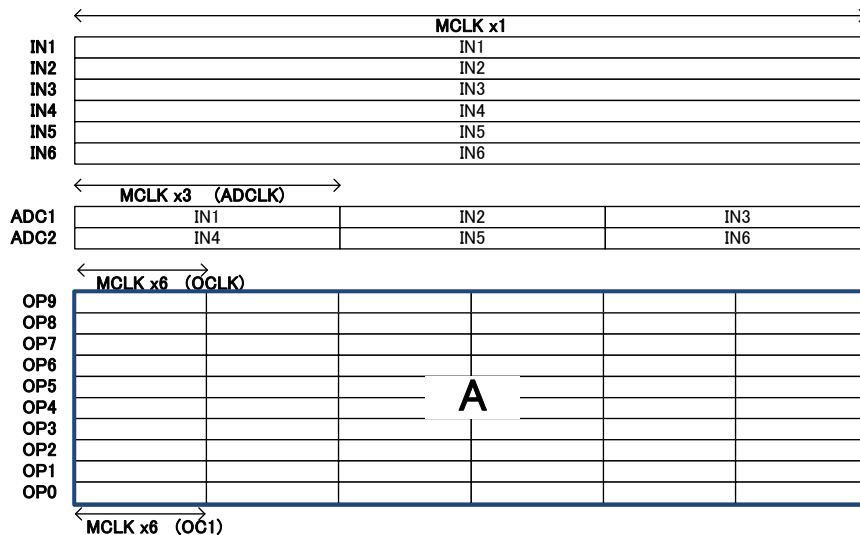 MCLK x1
IN1 IN1
IN2 IN2
IN3 IN3
IN4 IN4
IN5 IN5
IN6 IN6
MCLK x3 (ADCLK)
ADC1 IN1 IN2 IN3
ADC2 IN4 IN5 IN6
MCLK x6 (OCLK)
OP9
OP8
OP7
OP6
OP5
A
OP4
OP3
OP2
OP1
OP0
MCLK x6 (OC1)